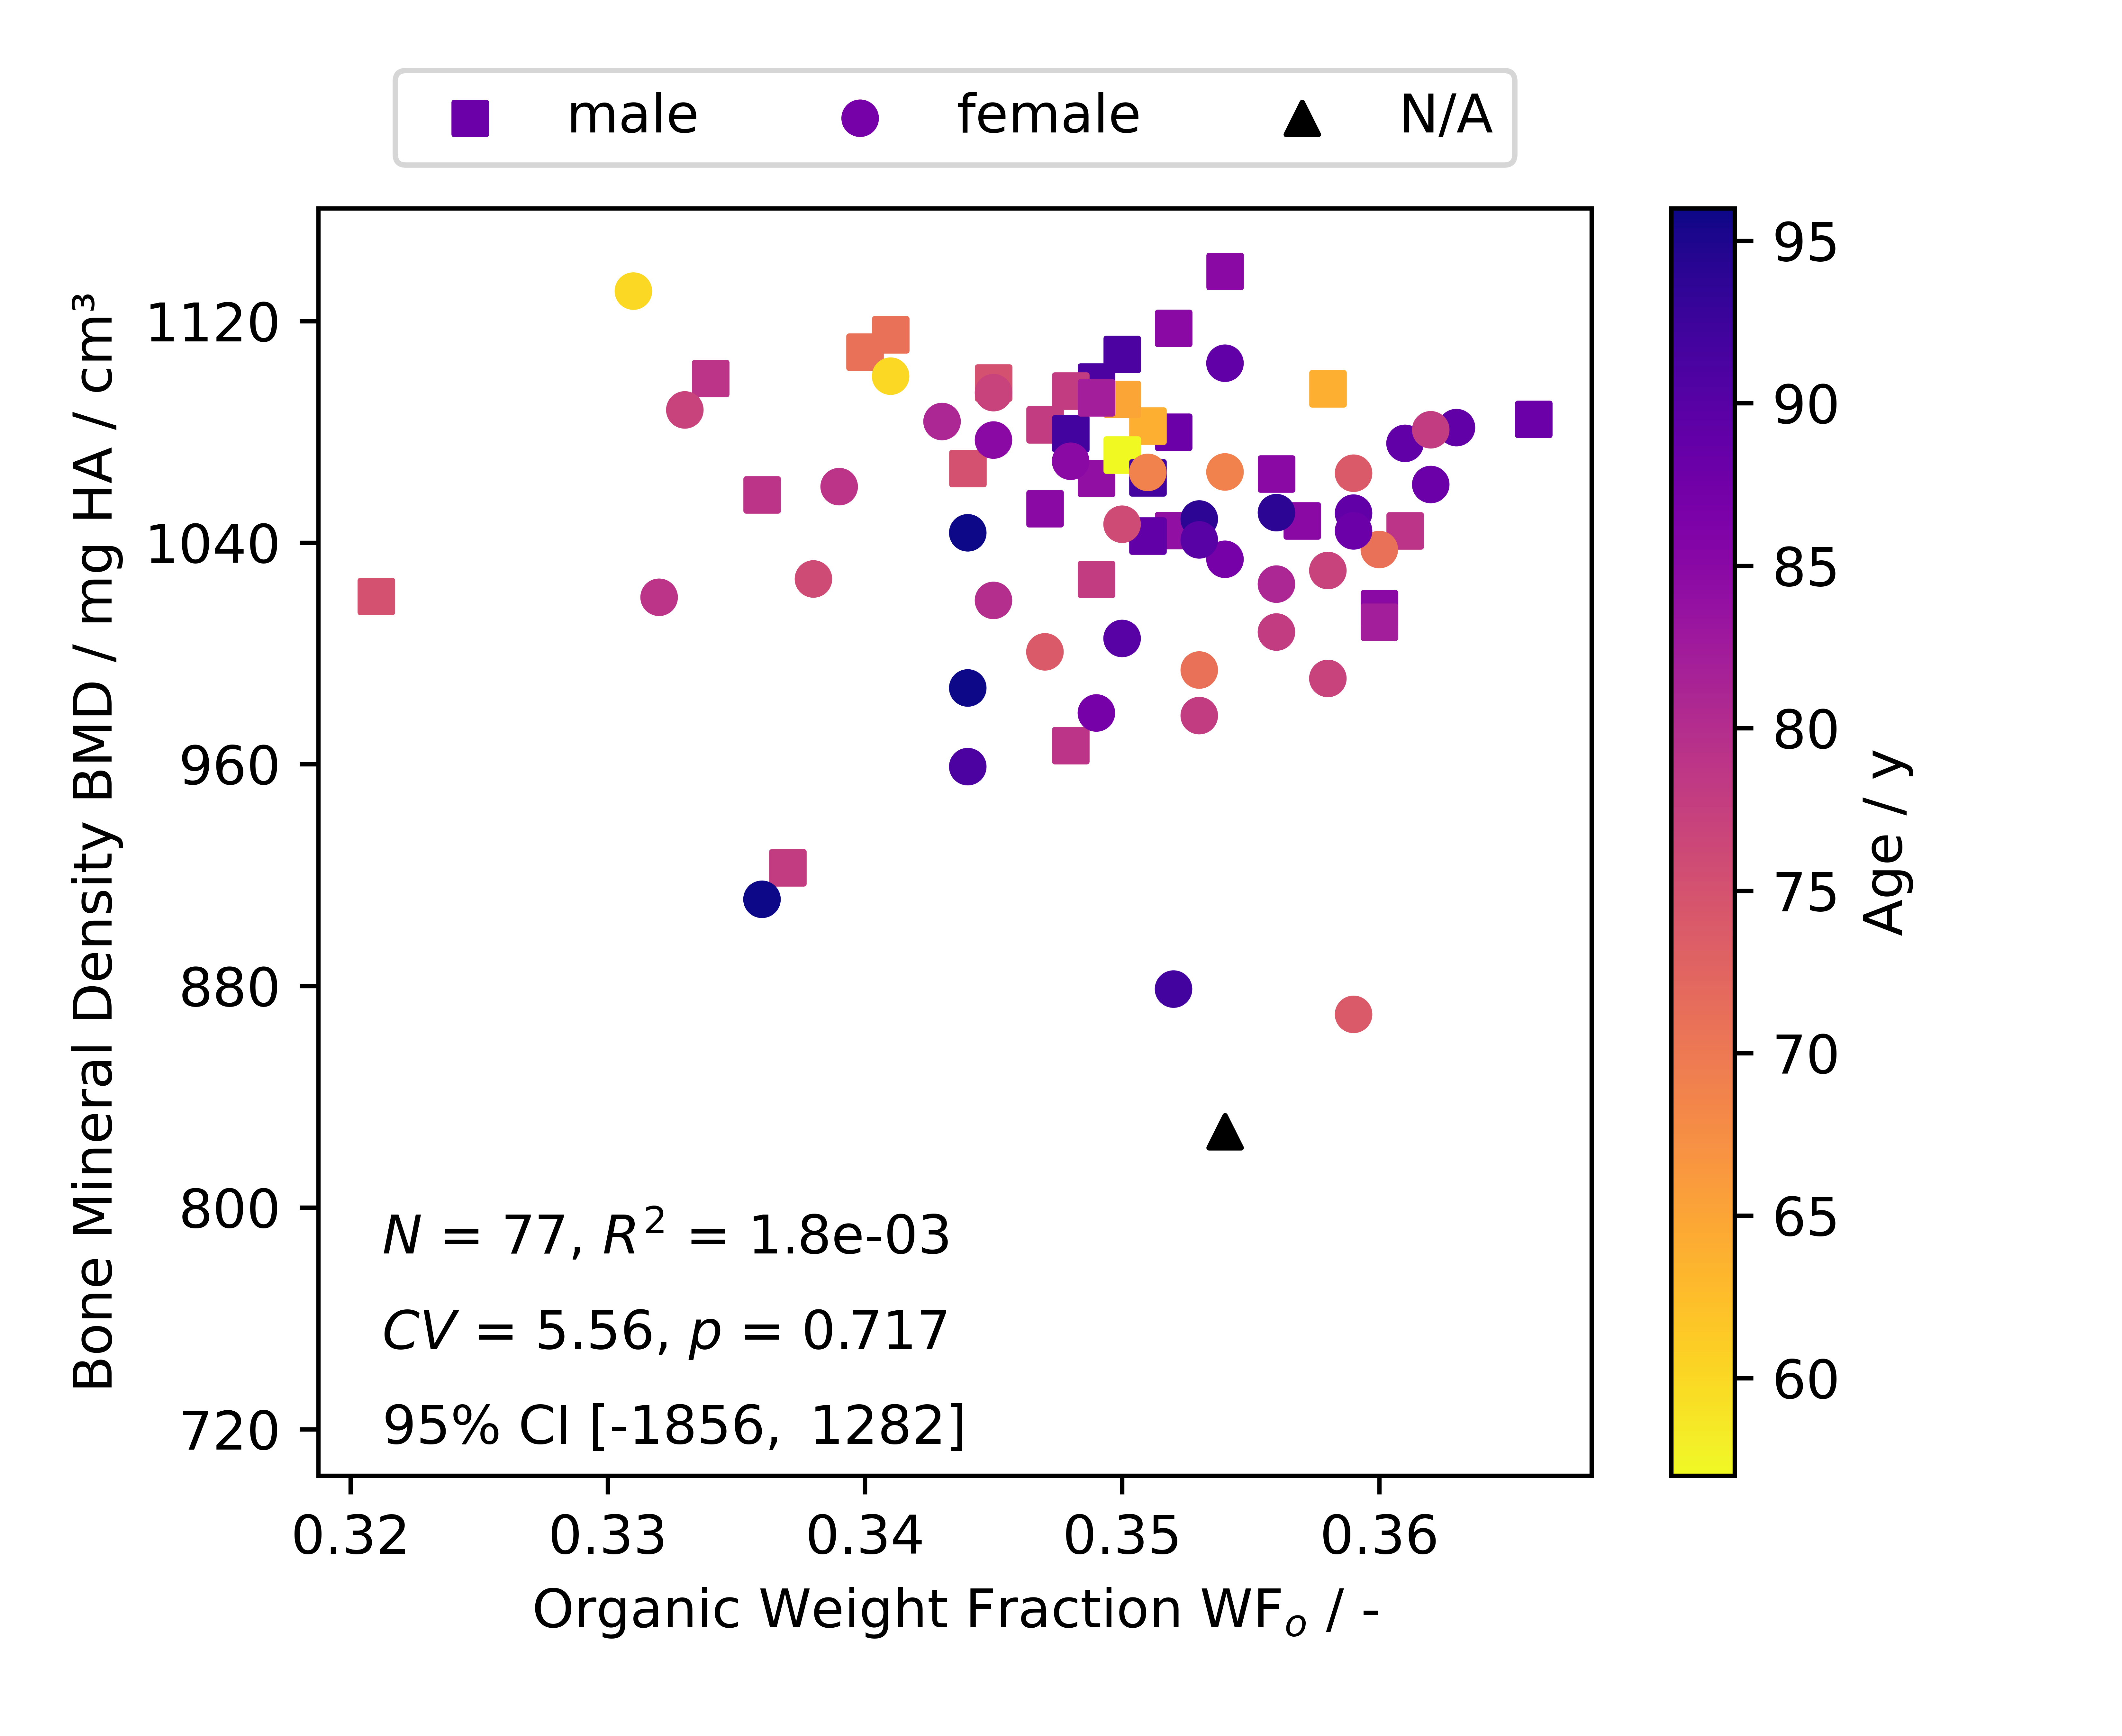 male female N/A
Bone Mineral Density BMD / mg HA / cm³
1120
1040
960
880
800
720
N = 77, R² = 1.8e-03
CV = 5.56, p = 0.717
95% CI [-1856, 1282]
0.32 0.33 0.34 0.35 0.36
Organic Weight Fraction WFₒ / -
95
90
85
80
75
70
65
60
Age / y